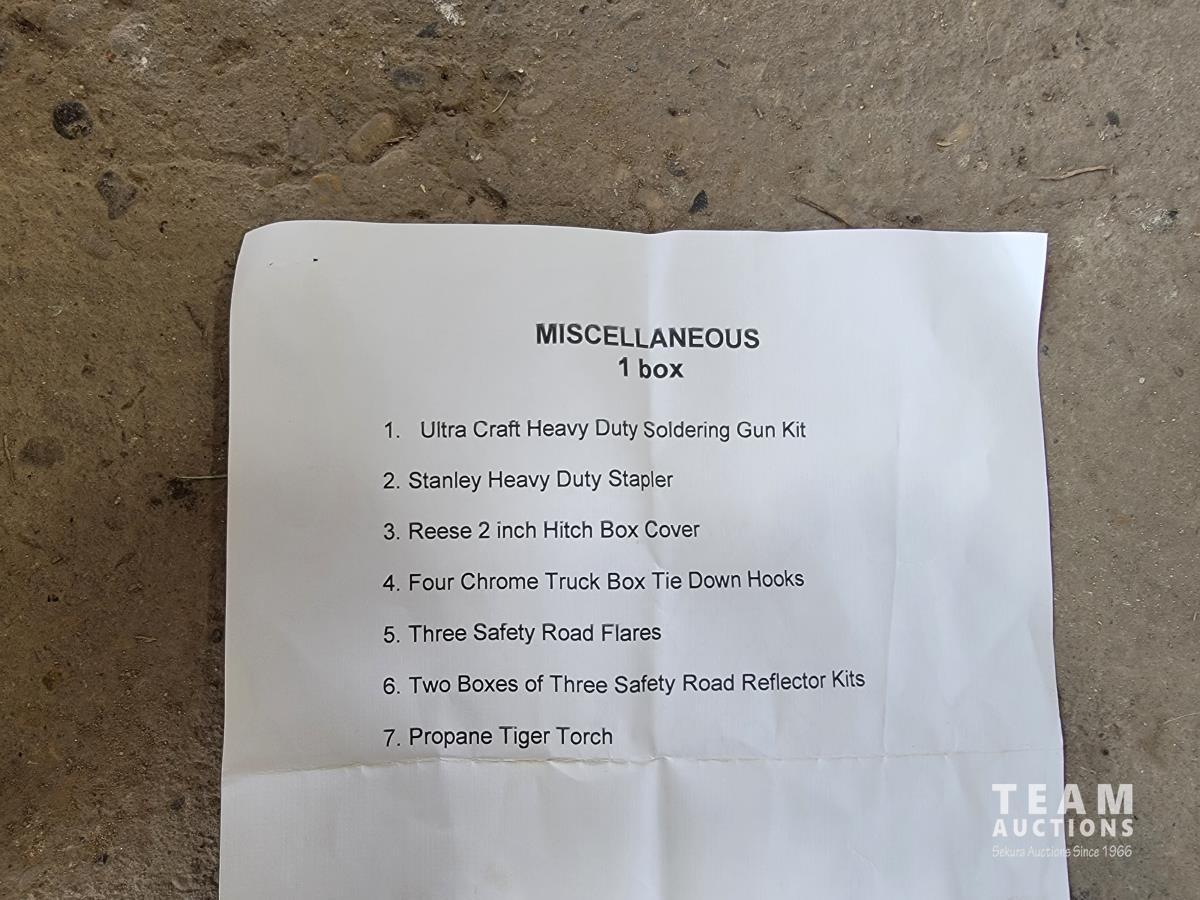 MISCELLANEOUS
1 box
1. Ultra Craft Heavy Duty Soldering Gun Kit
2. Stanley Heavy Duty Stapler
3. Reese 2 inch Hitch Box Cover
4. Four Chrome Truck Box Tie Down Hooks
5. Three Safety Road Flares
6. Two Boxes of Three Safety Road Reflector Kits
7. Propane Tiger Torch
TEAM
AUCTIONS
Sekura Auctions Since 1966